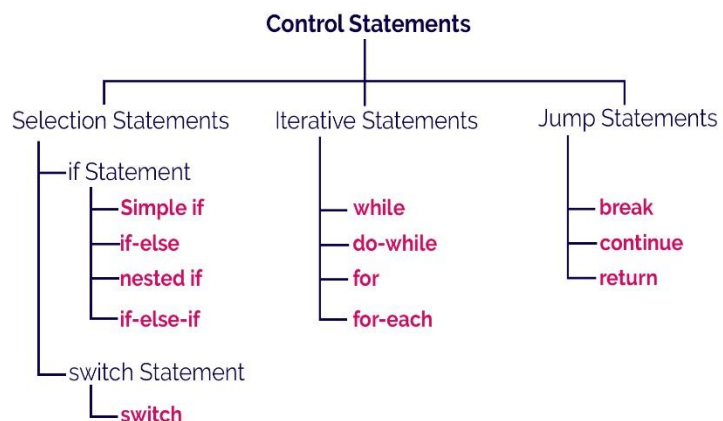 Control Statements
Selection Statements
if Statement
Simple if
if-else
nested if
if-else-if
switch Statement
switch
Iterative Statements
while
do-while
for
for-each
Jump Statements
break
continue
return